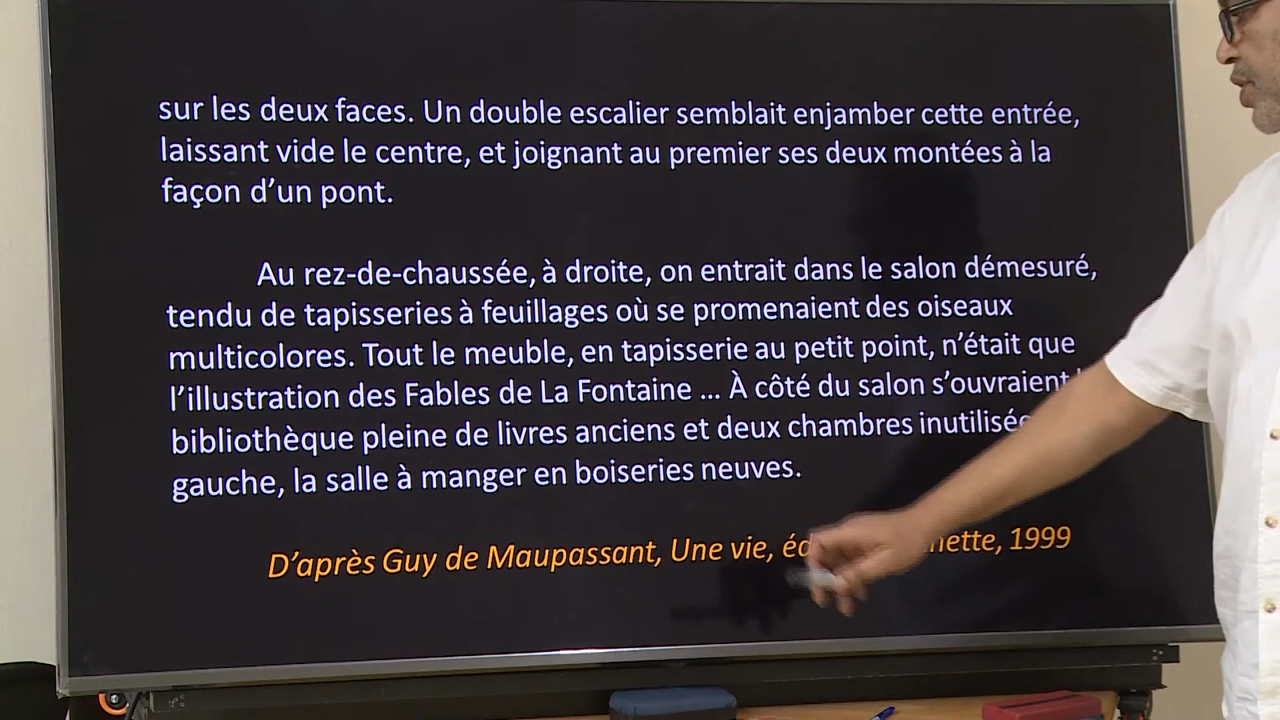 sur les deux faces. Un double escalier semblait enjamber cette entrée,
laissant vide le centre, et joignant au premier ses deux montées à la
façon d’un pont.
Au rez-de-chaussée, à droite, on entrait dans le salon démesuré,
tendu de tapisseries à feuillages où se promenaient des oiseaux
multicolores. Tout le meuble, en tapisserie au petit point, n’était que
l’illustration des Fables de La Fontaine ... À côté du salon s’ouvraient
bibliothèque pleine de livres anciens et deux chambres
gauche, la salle à manger en boiseries neuves.
D’après Guy de Maupassant, Une vie, 1999